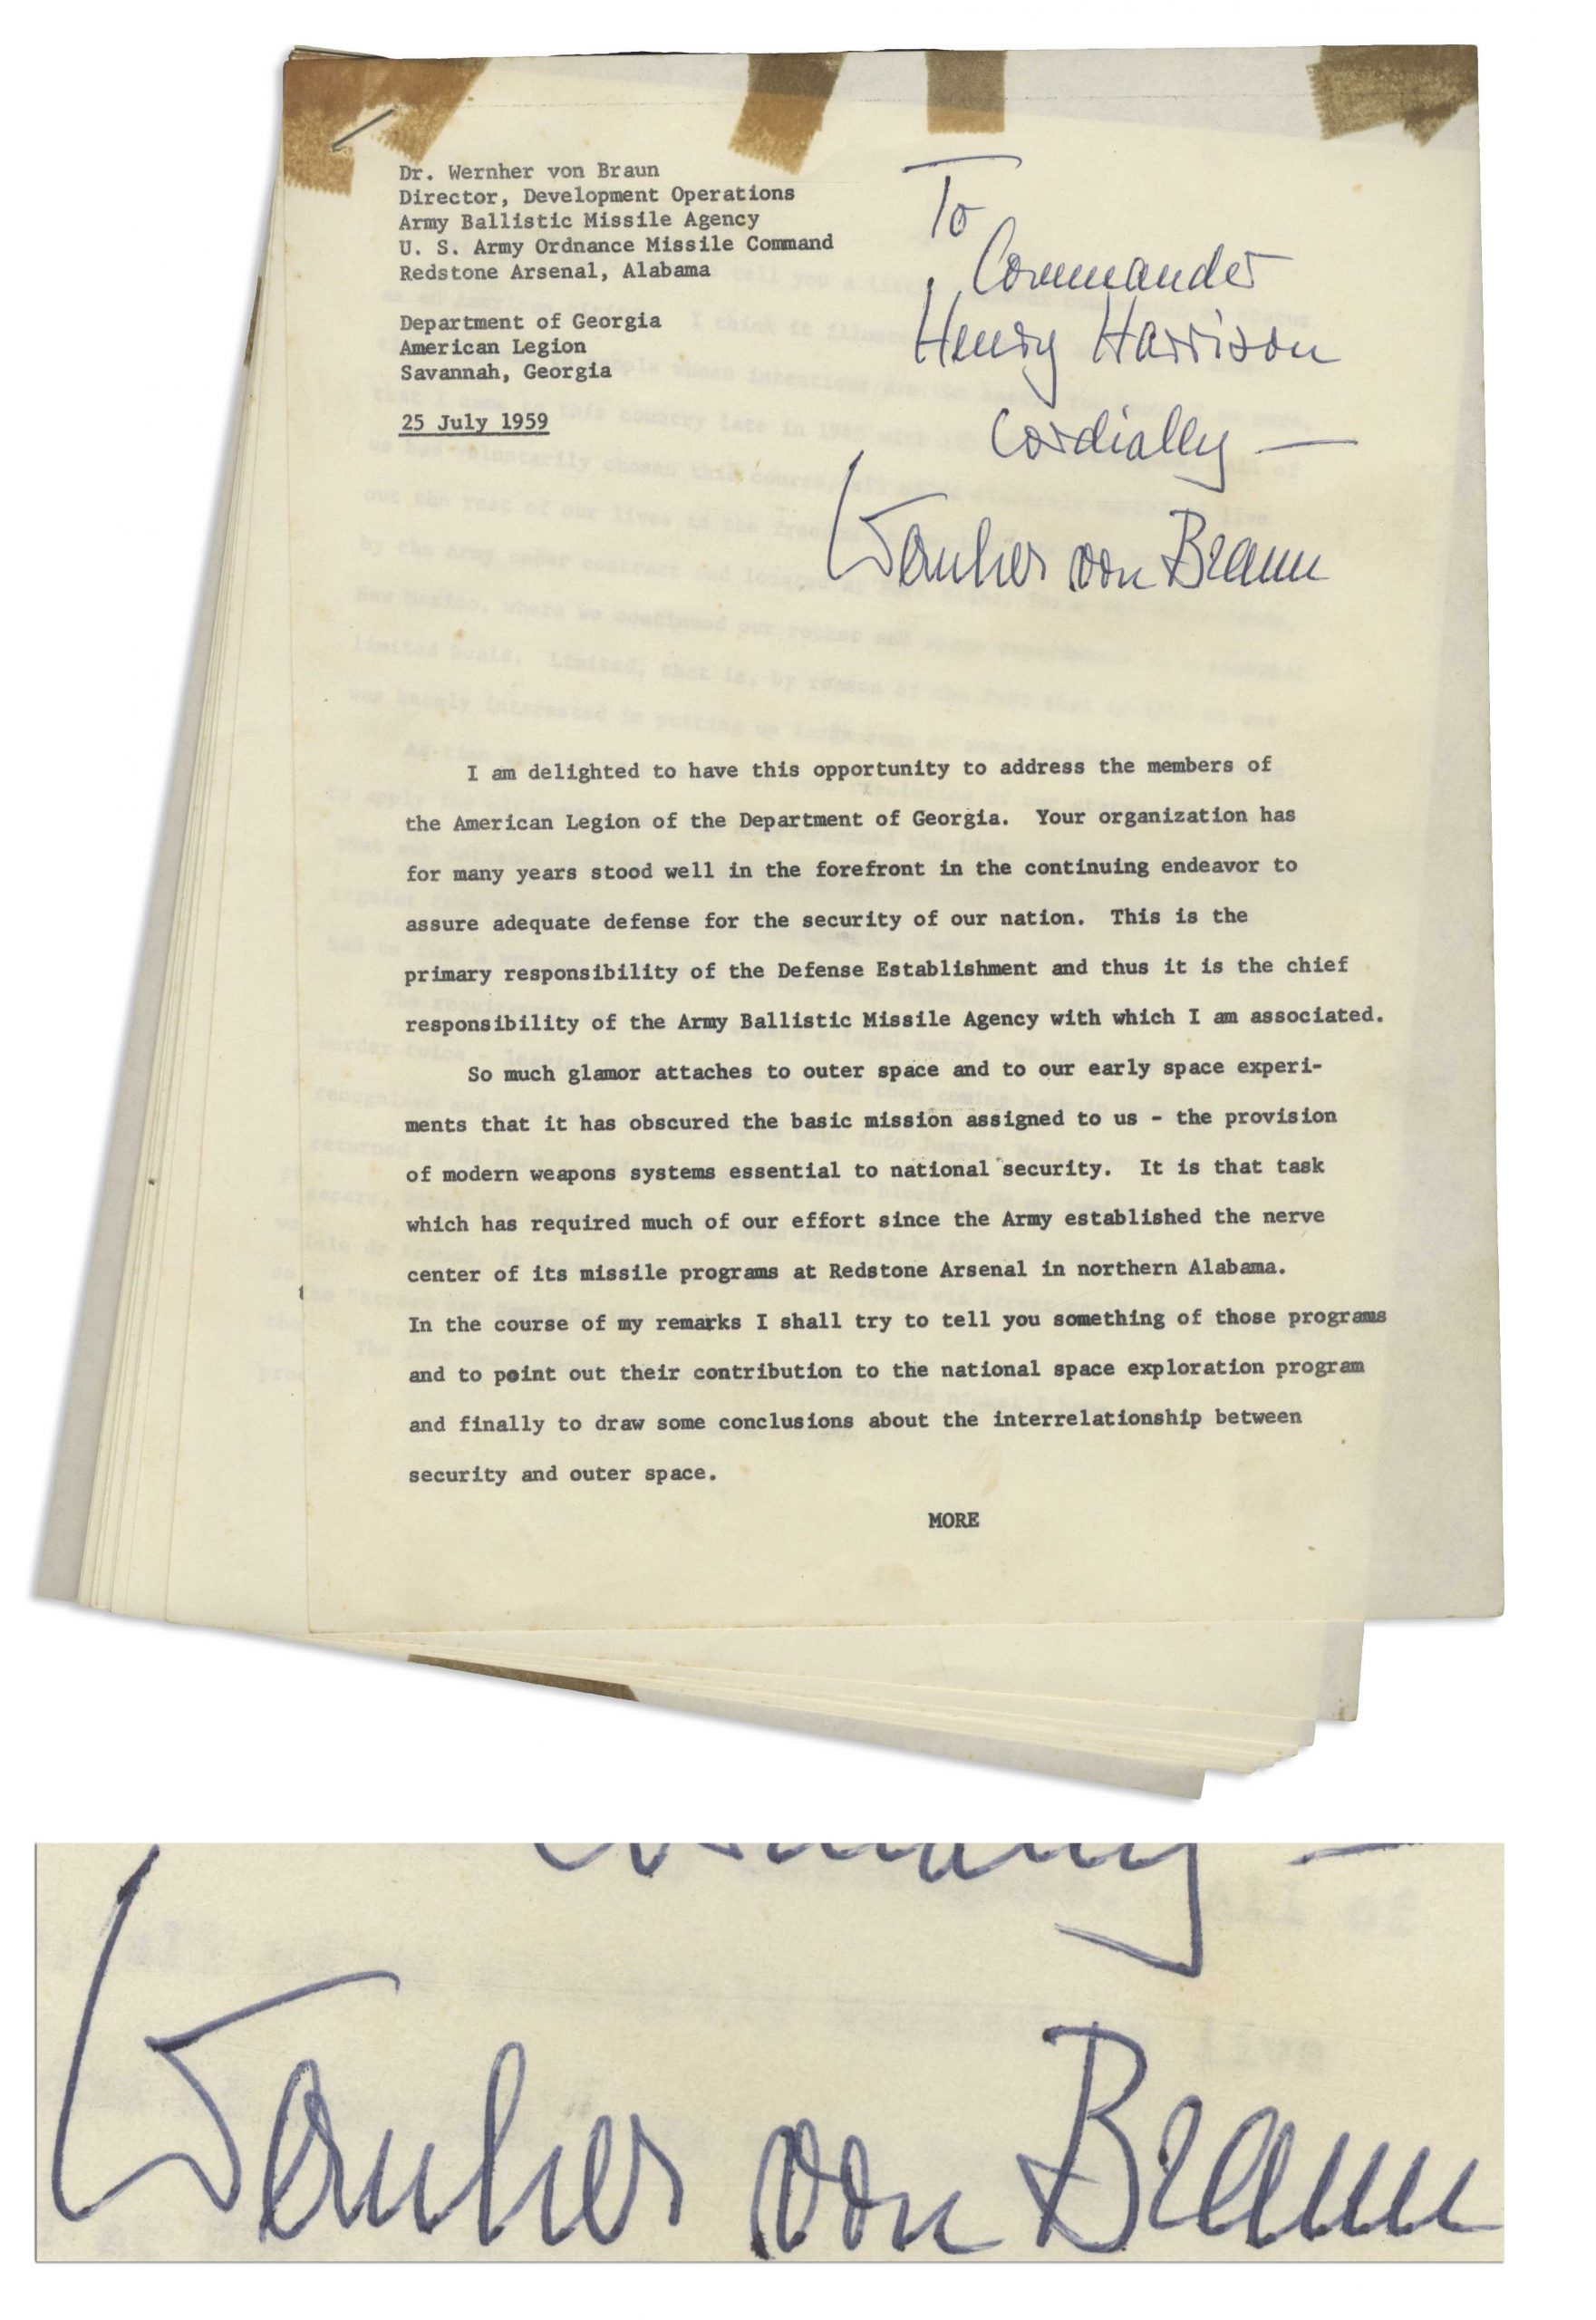 Dr. Wernher von Braun
Director, Development Operations
Army Ballistic Missile Agency
U. S. Army Ordnance Missile Command
Redstone Arsenal, Alabama
Department of Georgia
American Legion
Savannah, Georgia
25 July 1959
To
Commander
Henry Harrison
Cordially —
Wernher von Braun
I am delighted to have this opportunity to address the members of
the American Legion of the Department of Georgia. Your organization has
for many years stood well in the forefront in the continuing endeavor to
assure adequate defense for the security of our nation. This is the
primary responsibility of the Defense Establishment and thus it is the chief
responsibility of the Army Ballistic Missile Agency with which I am associated.
So much glamor attaches to outer space and to our early space experi-
ments that it has obscured the basic mission assigned to us - the provision
of modern weapons systems essential to national security. It is that task
which has required much of our effort since the Army established the nerve
center of its missile programs at Redstone Arsenal in northern Alabama.
In the course of my remarks I shall try to tell you something of those programs
and to point out their contribution to the national space exploration program
and finally to draw some conclusions about the interrelationship between
security and outer space.
MORE
Wernher von Braun